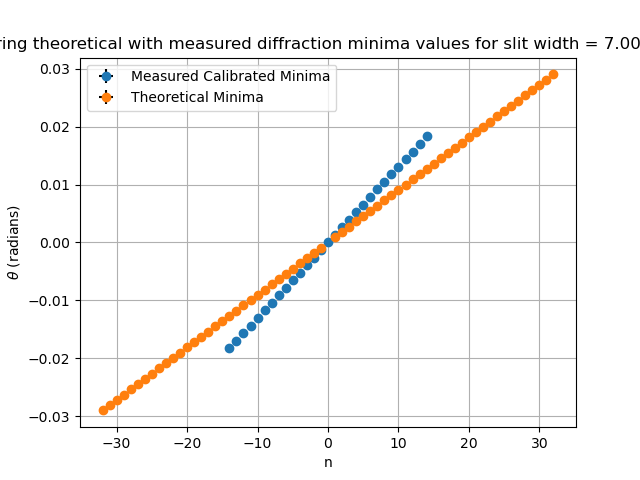 ring theoretical with measured diffraction minima values for slit width = 7.00
Measured Calibrated Minima
Theoretical Minima
0.03
0.02
0.01
0.00
−0.01
−0.02
−0.03
θ (radians)
−30 −20 −10 0 10 20 30
n